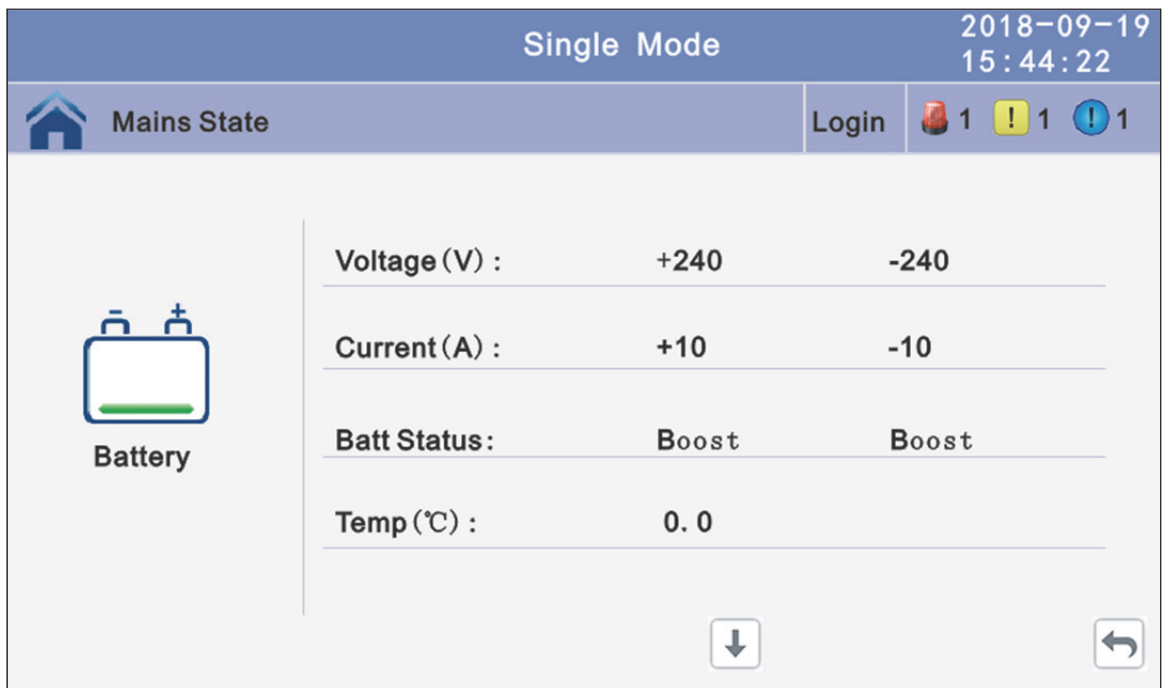 Single Mode
2018-09-19
15:44:22
Mains State
Login
1
! 1
! 1
Voltage(V): +240 -240
Current(A): +10 -10
Batt Status: Boost Boost
Temp(℃): 0.0
- +
Battery